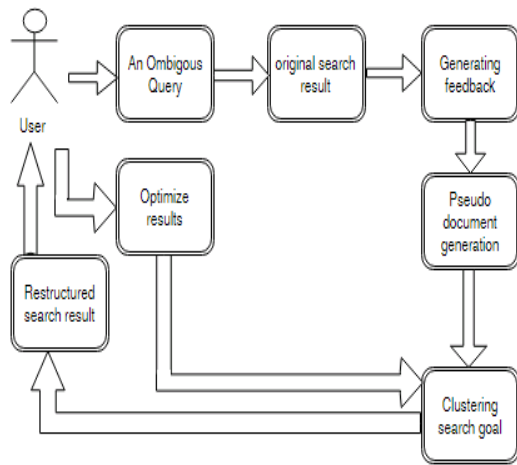 An Ombigous
Query
original search
result
Generating
feedback
User
Optimize
results
Pseudo
document
generation
Restructured
search result
Clustering
search goal